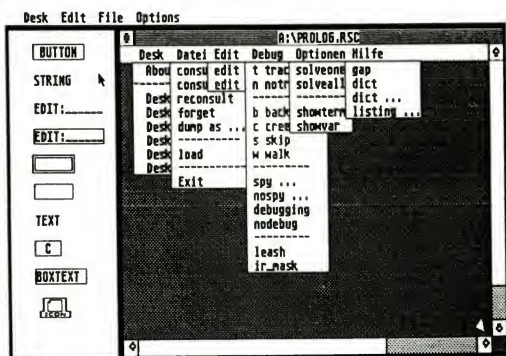 Desk Edit File Options
A:\PROLOG.RSC
BUTTON
STRING
EDIT:
EDIT:
TEXT
C
BOXTEXT
ICON
Desk Datei Edit Debug Optionen Hilfe
Abou
Desk
Desk
Desk
Desk
Desk
Desk
consu
consu
reconsult
forget
dump as ...
load
Exit
edit
edit
t trac
n notr
b back
c cree
s skip
w walk
spy ...
nospy ...
debugging
nodebug
leash
ir_mask
solveone
solveall
showterm
showvar
gap
dict
dict ...
listing ...